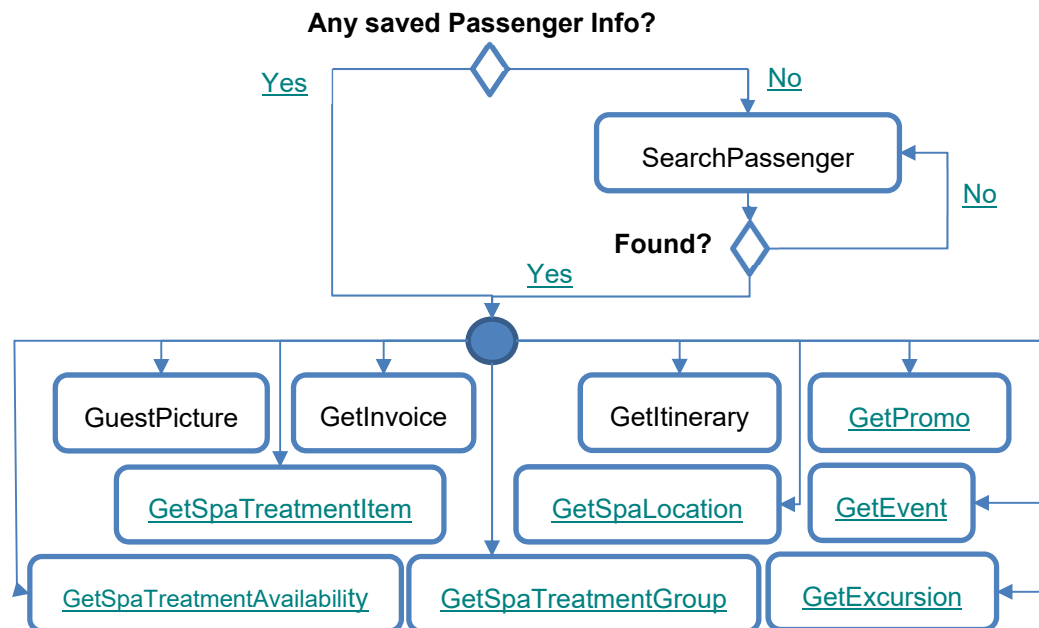 Any saved Passenger Info?
Yes
No
SearchPassenger
No
Found?
Yes
GuestPicture
GetInvoice
GetItinerary
GetPromo
GetSpaTreatmentItem
GetSpaLocation
GetEvent
GetSpaTreatmentAvailability
GetSpaTreatmentGroup
GetExcursion